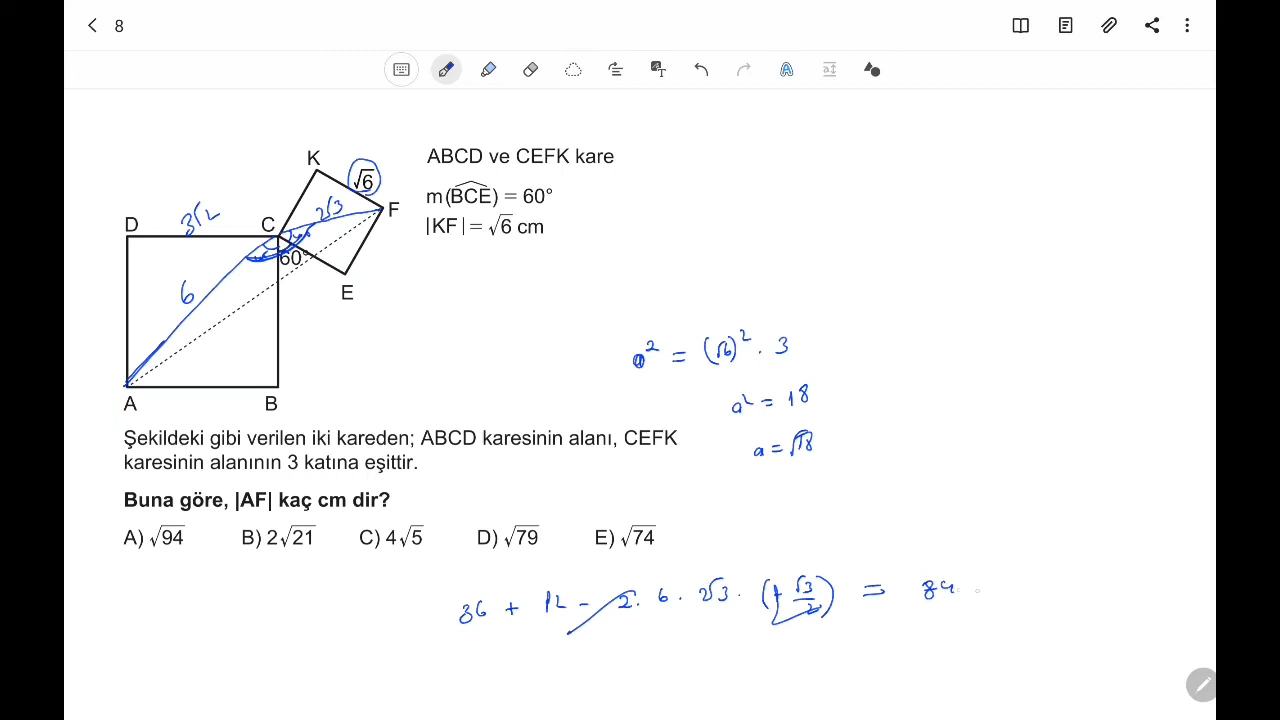 8
K
√6
ABCD ve CEFK kare
m(BCE) = 60°
|KF| = √6 cm
3√2
2√3
D
C
F
60°
E
6
A
B
a² = (√6)² . 3
a² = 18
a = √18
Şekildeki gibi verilen iki kareden; ABCD karesinin alanı, CEFK
karesinin alanının 3 katına eşittir.
Buna göre, |AF| kaç cm dir?
A) √94 B) 2√21 C) 4√5 D) √79 E) √74
36 + 12 - 2. 6 . 2√3 . (+ √3/2) = 84